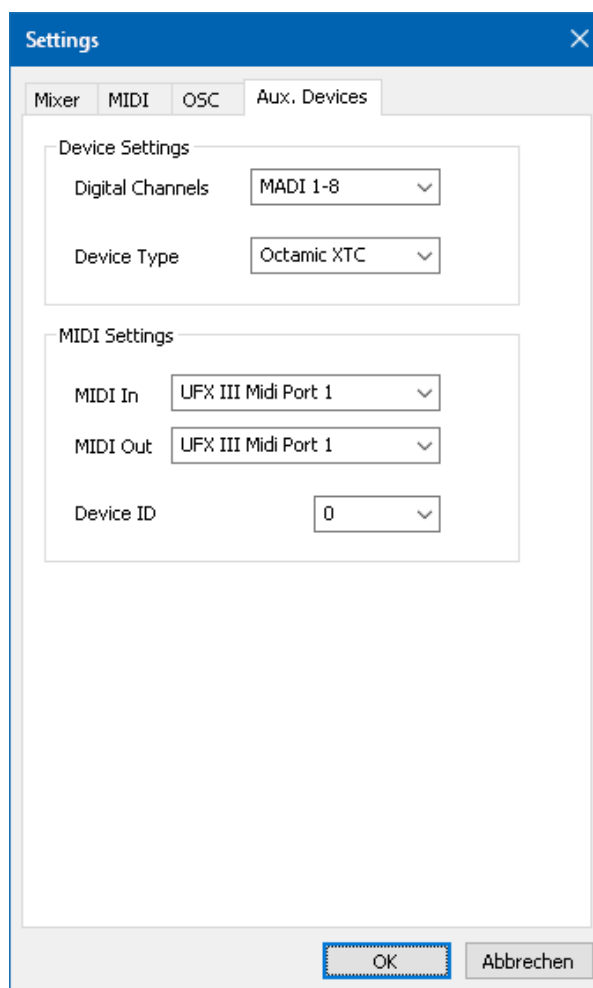 Settings
Mixer MIDI OSC Aux. Devices
Device Settings
Digital Channels MADI 1-8
Device Type Octamic XTC
MIDI Settings
MIDI In UFX III Midi Port 1
MIDI Out UFX III Midi Port 1
Device ID 0
OK Abbrechen